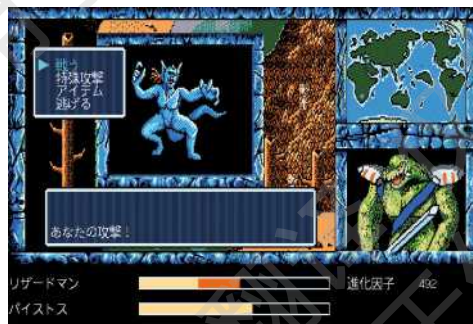 戦う
特殊攻撃
アイテム
逃げる
あなたの攻撃！
リザードマン
進化因子 492
パイストス